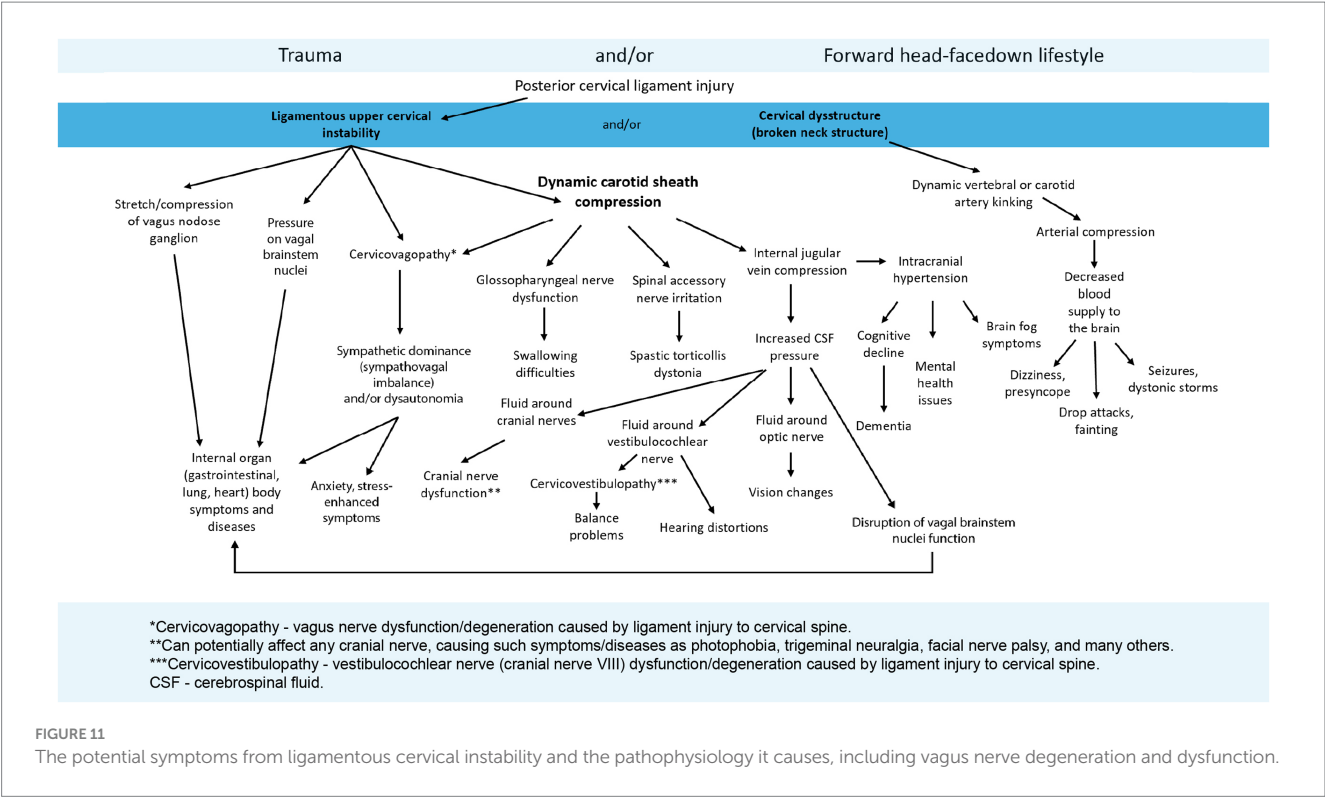 Trauma
and/or
Forward head-facedown lifestyle
Posterior cervical ligament injury
Ligamentous upper cervical
instability
and/or
Cervical dysstructure
(broken neck structure)
Stretch/compression
of vagus nodose
ganglion
Pressure
on vagal
brainstem
nuclei
Cervicovagopathy*
Dynamic carotid sheath
compression
Dynamic vertebral or carotid
artery kinking
Arterial compression
Glossopharyngeal nerve
dysfunction
Spinal accessory
nerve irritation
Internal jugular
vein compression
Intracranial
hypertension
Decreased
blood
supply to
the brain
Sympathetic dominance
(sympathovagal
imbalance)
and/or dysautonomia
Swallowing
difficulties
Spastic torticollis
dystonia
Increased CSF
pressure
Cognitive
decline
Mental
health
issues
Brain fog
symptoms
Dizziness,
presyncope
Drop attacks,
fainting
Seizures,
dystonic storms
Dementia
Fluid around
cranial nerves
Fluid around
vestibulocochlear
nerve
Fluid around
optic nerve
Internal organ
(gastrointestinal,
lung, heart) body
symptoms and
diseases
Anxiety, stress-
enhanced
symptoms
Cranial nerve
dysfunction**
Cervicovestibulopathy***
Balance
problems
Hearing distortions
Vision changes
Disruption of vagal brainstem
nuclei function
*Cervicovagopathy - vagus nerve dysfunction/degeneration caused by ligament injury to cervical spine.
**Can potentially affect any cranial nerve, causing such symptoms/diseases as photophobia, trigeminal neuralgia, facial nerve palsy, and many others.
***Cervicovestibulopathy - vestibulocochlear nerve (cranial nerve VIII) dysfunction/degeneration caused by ligament injury to cervical spine.
CSF - cerebrospinal fluid.
FIGURE 11
The potential symptoms from ligamentous cervical instability and the pathophysiology it causes, including vagus nerve degeneration and dysfunction.